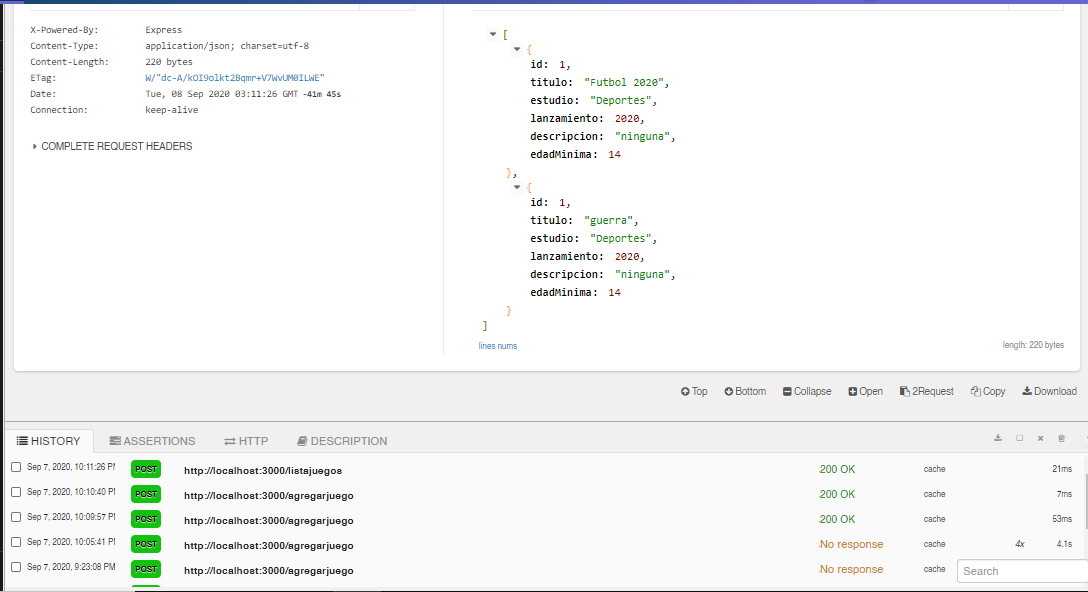 X-Powered-By: Express
Content-Type: application/json; charset=utf-8
Content-Length: 220 bytes
ETag: W/"dc-A/kOI9olkt2Bqmr+V7WvUM0ILWE"
Date: Tue, 08 Sep 2020 03:11:26 GMT -41m 45s
Connection: keep-alive
COMPLETE REQUEST HEADERS
[
{
id: 1,
titulo: "Futbol 2020",
estudio: "Deportes",
lanzamiento: 2020,
descripcion: "ninguna",
edadMinima: 14
},
{
id: 1,
titulo: "guerra",
estudio: "Deportes",
lanzamiento: 2020,
descripcion: "ninguna",
edadMinima: 14
}
]
lines nums length: 220 bytes
Top Bottom Collapse Open 2Request Copy Download
HISTORY ASSERTIONS HTTP DESCRIPTION
Sep 7, 2020, 10:11:26 PM POST http://localhost:3000/listajuegos 200 OK cache 21ms
Sep 7, 2020, 10:10:40 PM POST http://localhost:3000/agregarjuego 200 OK cache 7ms
Sep 7, 2020, 10:09:57 PM POST http://localhost:3000/agregarjuego 200 OK cache 53ms
Sep 7, 2020, 10:05:41 PM POST http://localhost:3000/agregarjuego No response cache 4x 4.1s
Sep 7, 2020, 9:23:08 PM POST http://localhost:3000/agregarjuego No response cache Search